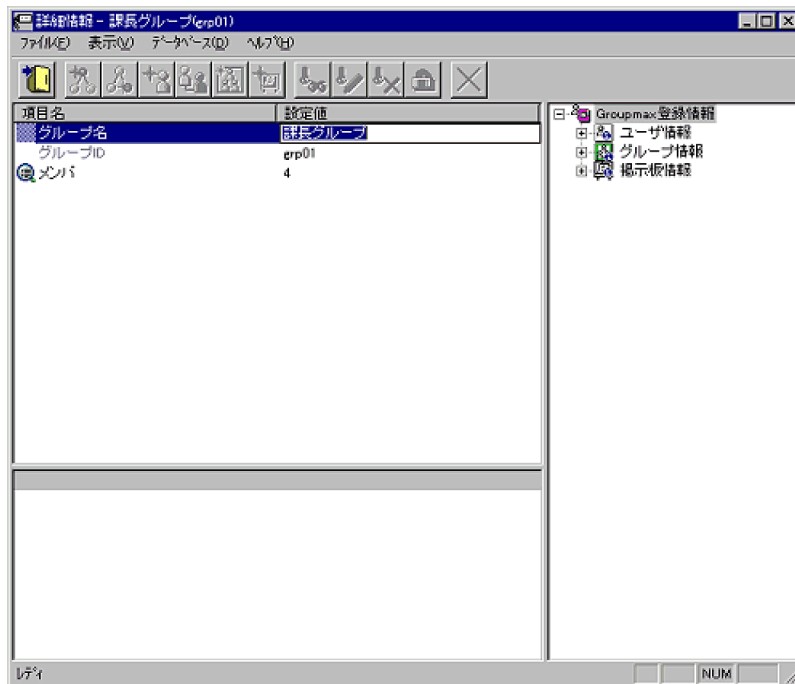 詳細情報 - 課長グループ(grp01)
ﾌｧｲﾙ(F) 表示(V) ﾃﾞｰﾀﾍﾞｰｽ(D) ﾍﾙﾌﾟ(H)
項目名 設定値
グループ名 課長グループ
グループID grp01
メンバ 4
Groupmax登録情報
ユーザ情報
グループ情報
掲示板情報
ﾚﾃﾞｨ NUM